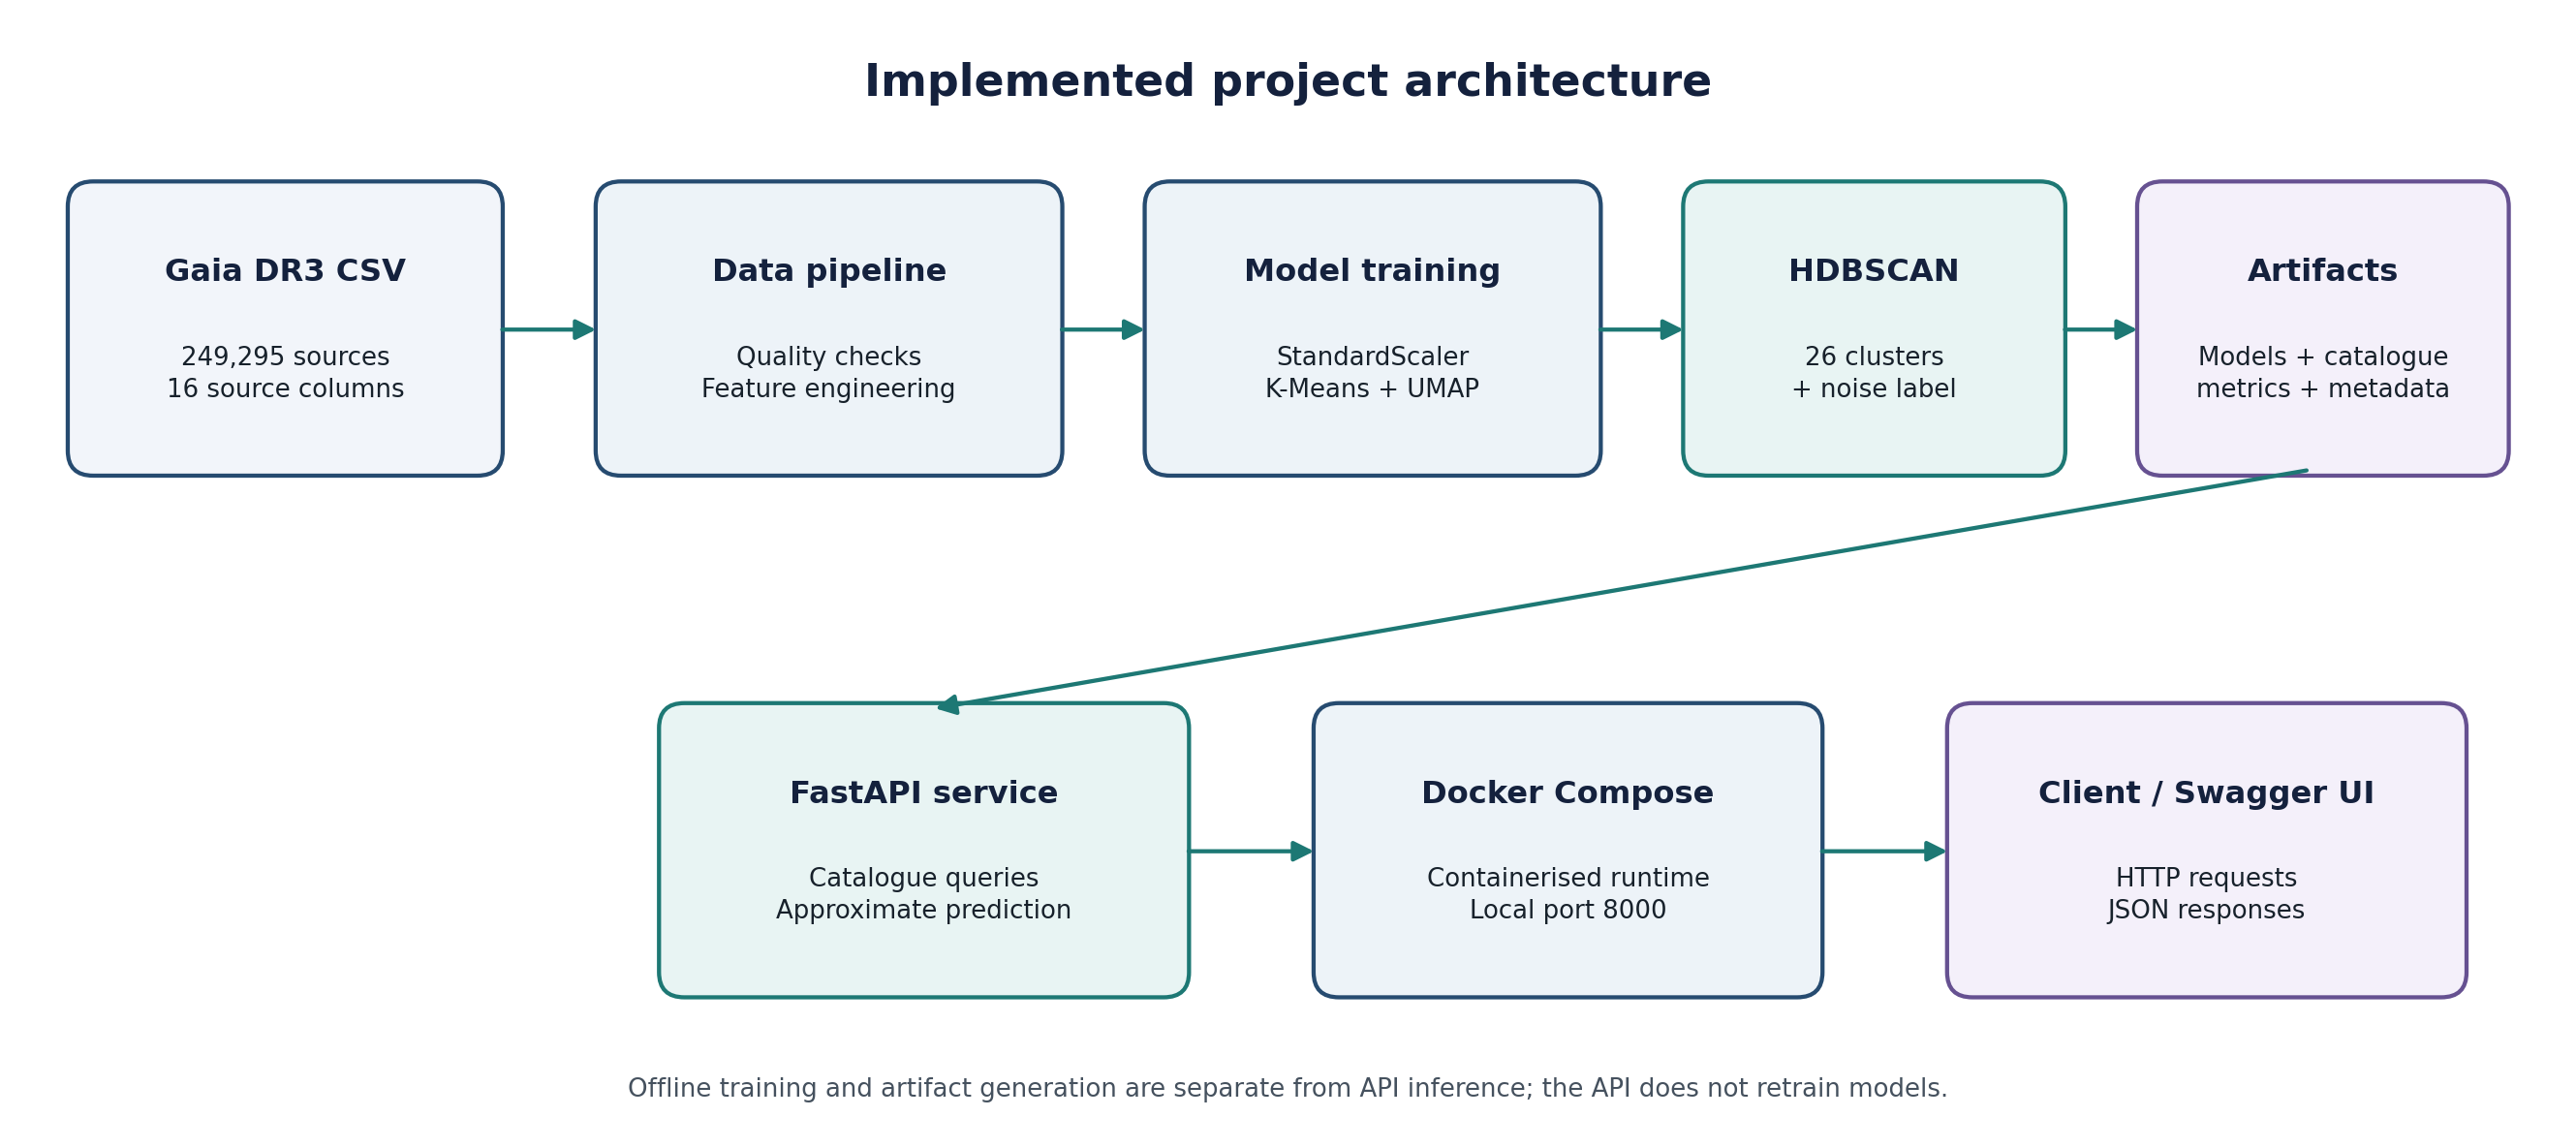 Implemented project architecture
Gaia DR3 CSV
249,295 sources
16 source columns
Data pipeline
Quality checks
Feature engineering
Model training
StandardScaler
K-Means + UMAP
HDBSCAN
26 clusters
+ noise label
Artifacts
Models + catalogue
metrics + metadata
FastAPI service
Catalogue queries
Approximate prediction
Docker Compose
Containerised runtime
Local port 8000
Client / Swagger UI
HTTP requests
JSON responses
Offline training and artifact generation are separate from API inference; the API does not retrain models.